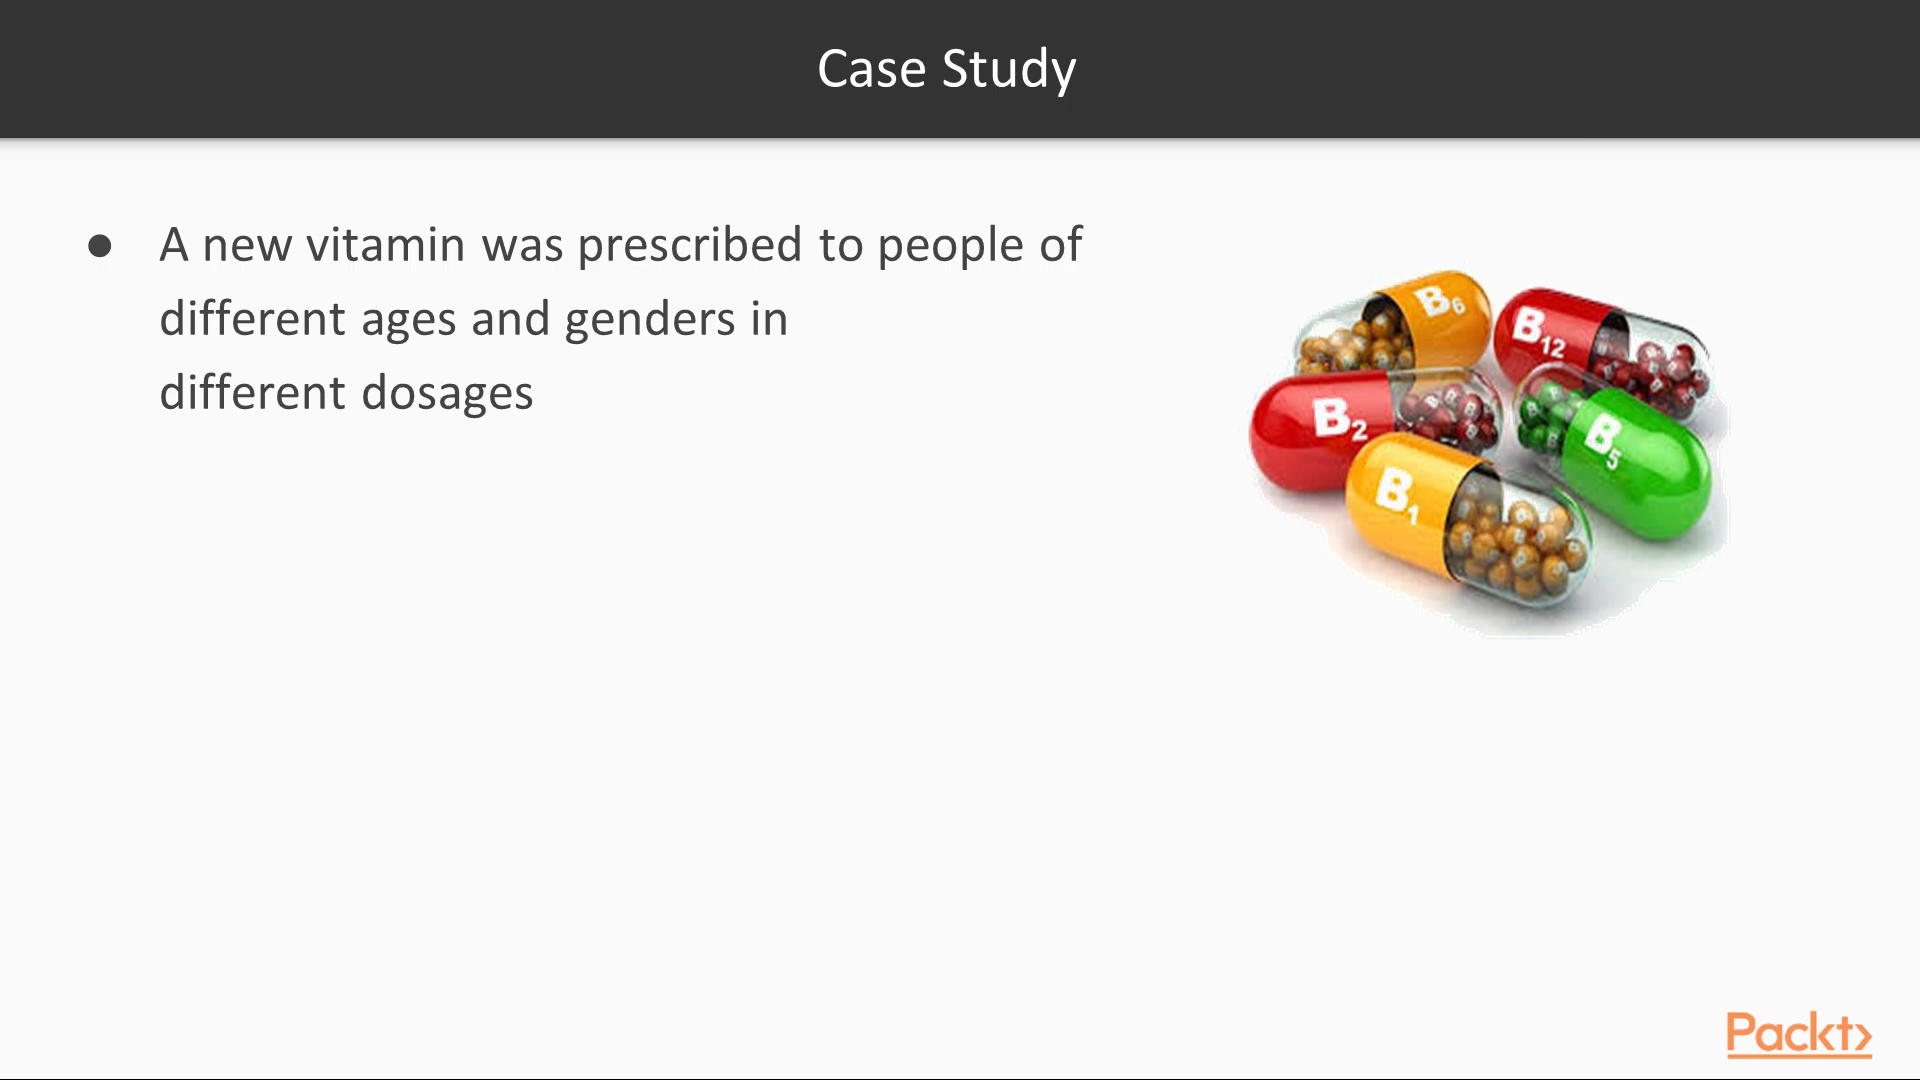 Case Study
● A new vitamin was prescribed to people of
different ages and genders in
different dosages
B6
B12
B2
B5
B1
Packt>